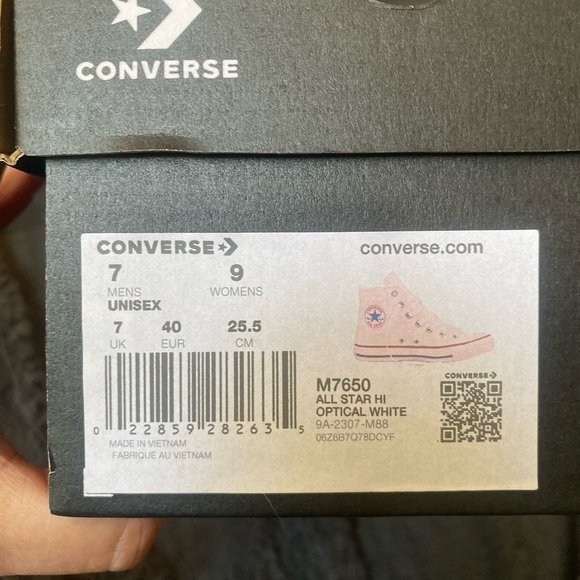 CONVERSE
CONVERSE
converse.com
7 9
MENS WOMENS
UNISEX
7 40 25.5
UK EUR CM
0 22859 28263 5
MADE IN VIETNAM
FABRIQUE AU VIETNAM
M7650
ALL STAR HI
OPTICAL WHITE
9A-2307-M88
06Z6B7Q78DCYF
CONVERSE